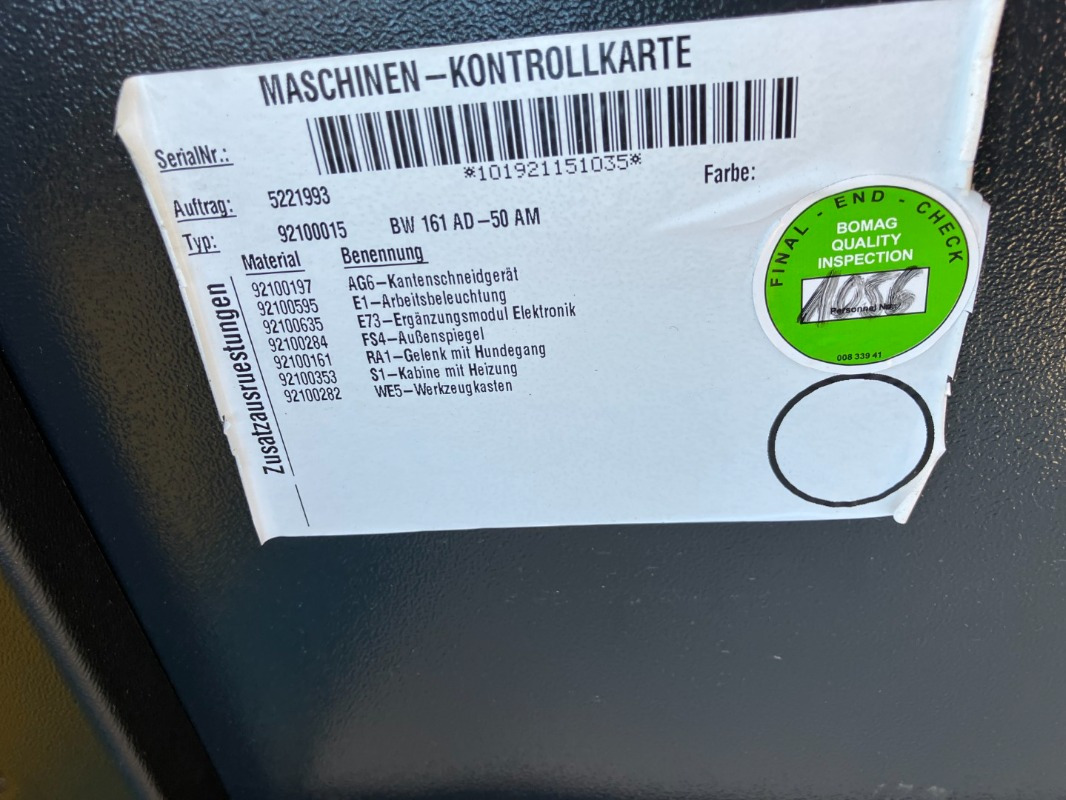 MASCHINEN-KONTROLLKARTE
SerialNr.:
*101921151035*
Auftrag: 5221993
Farbe:
Typ: 92100015 BW 161 AD-50 AM
Zusatzausruestungen
Material Benennung
92100197 AG6-Kantenschneidgerät
92100595 E1-Arbeitsbeleuchtung
92100635 E73-Ergänzungsmodul Elektronik
92100284 FS4-Außenspiegel
92100161 RA1-Gelenk mit Hundegang
92100353 S1-Kabine mit Heizung
92100282 WE5-Werkzeugkasten
FINAL - END - CHECK
BOMAG
QUALITY
INSPECTION
Personnel No.
008 339 41